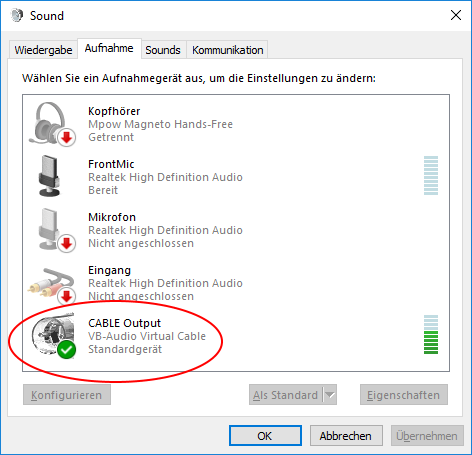 Sound
Wiedergabe Aufnahme Sounds Kommunikation
Wählen Sie ein Aufnahmegerät aus, um die Einstellungen zu ändern:
Kopfhörer
Mpow Magneto Hands-Free
Getrennt
FrontMic
Realtek High Definition Audio
Bereit
Mikrofon
Realtek High Definition Audio
Nicht angeschlossen
Eingang
Realtek High Definition Audio
Nicht angeschlossen
CABLE Output
VB-Audio Virtual Cable
Standardgerät
Konfigurieren Als Standard Eigenschaften
OK Abbrechen Übernehmen